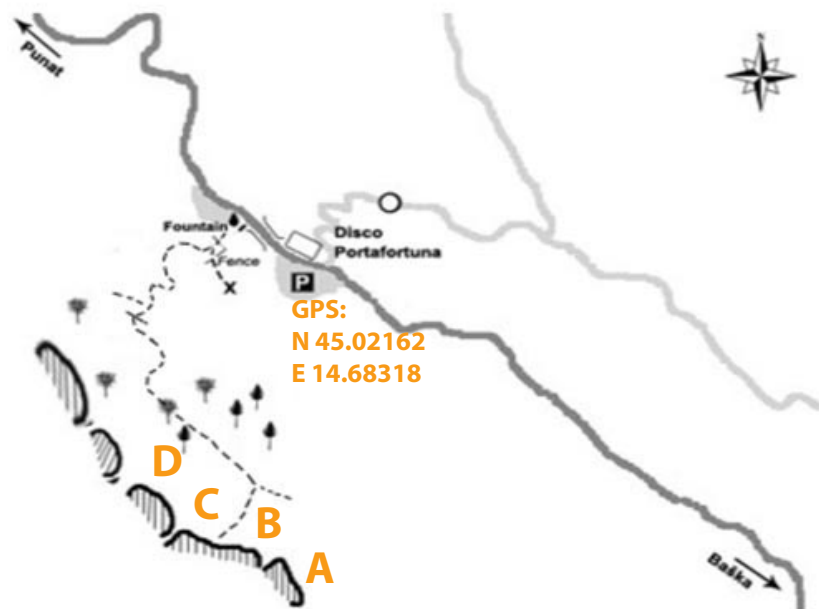 Punat
N
Fountain
Disco
Portafortuna
Fence
x
P
GPS:
N 45.02162
E 14.68318
D
C
B
A
Baška